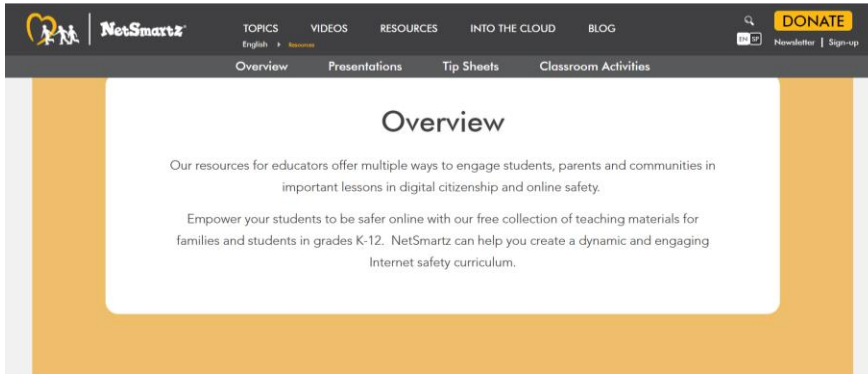 NetSmartz
TOPICS VIDEOS RESOURCES INTO THE CLOUD BLOG
English › Resources
EN SP
DONATE
Newsletter | Sign-up
Overview Presentations Tip Sheets Classroom Activities
Overview
Our resources for educators offer multiple ways to engage students, parents and communities in
important lessons in digital citizenship and online safety.
Empower your students to be safer online with our free collection of teaching materials for
families and students in grades K-12. NetSmartz can help you create a dynamic and engaging
Internet safety curriculum.